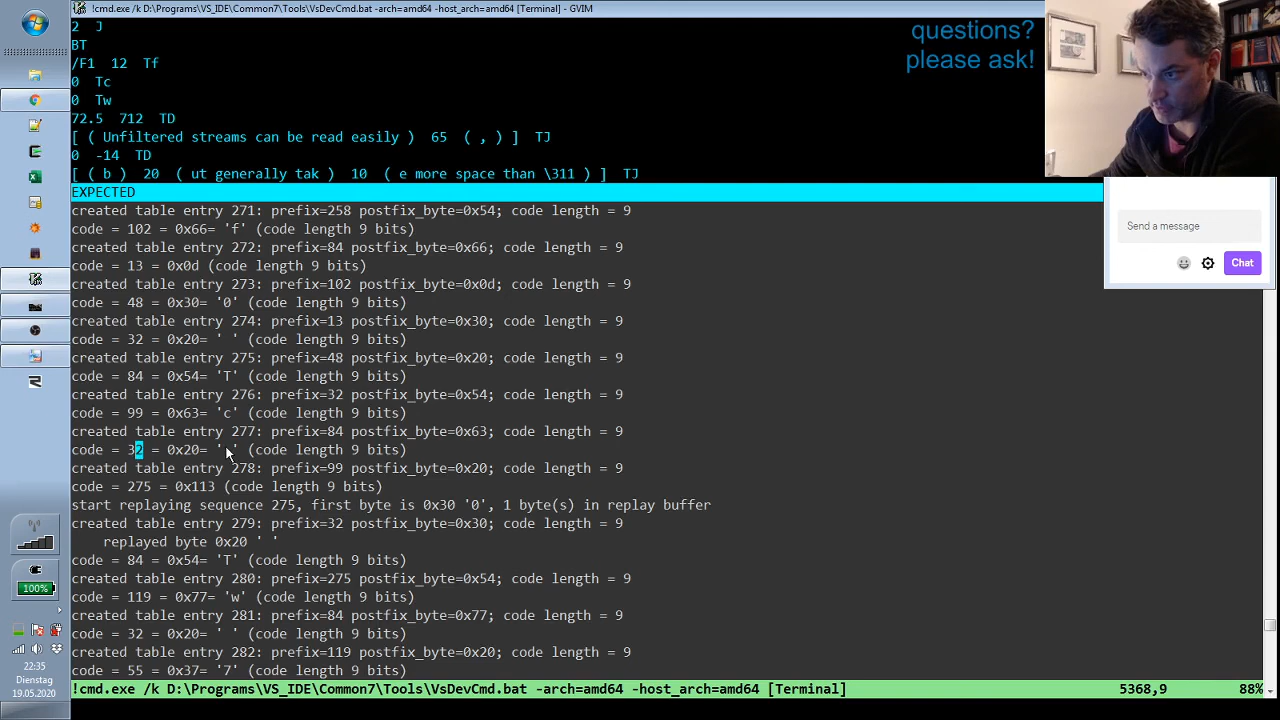 !cmd.exe /k D:\Programs\VS_IDE\Common7\Tools\VsDevCmd.bat -arch=amd64 -host_arch=amd64 [Terminal] - GVIM
2  J
BT
/F1  12  Tf
0  Tc
0  Tw
72.5  712  TD
[ ( Unfiltered streams can be read easily )  65  ( , ) ]  TJ
0  -14  TD
[ ( b )  20  ( ut generally tak )  10  ( e more space than \311 ) ]  TJ
EXPECTED
questions?
please ask!
created table entry 271: prefix=258 postfix_byte=0x54; code length = 9
code = 102 = 0x66= 'f' (code length 9 bits)
created table entry 272: prefix=84 postfix_byte=0x66; code length = 9
code = 13 = 0x0d (code length 9 bits)
created table entry 273: prefix=102 postfix_byte=0x0d; code length = 9
code = 48 = 0x30= '0' (code length 9 bits)
created table entry 274: prefix=13 postfix_byte=0x30; code length = 9
code = 32 = 0x20= ' ' (code length 9 bits)
created table entry 275: prefix=48 postfix_byte=0x20; code length = 9
code = 84 = 0x54= 'T' (code length 9 bits)
created table entry 276: prefix=32 postfix_byte=0x54; code length = 9
code = 99 = 0x63= 'c' (code length 9 bits)
created table entry 277: prefix=84 postfix_byte=0x63; code length = 9
code = 32 = 0x20= ' ' (code length 9 bits)
created table entry 278: prefix=99 postfix_byte=0x20; code length = 9
code = 275 = 0x113 (code length 9 bits)
start replaying sequence 275, first byte is 0x30 '0', 1 byte(s) in replay buffer
created table entry 279: prefix=32 postfix_byte=0x30; code length = 9
    replayed byte 0x20 ' '
code = 84 = 0x54= 'T' (code length 9 bits)
created table entry 280: prefix=275 postfix_byte=0x54; code length = 9
code = 119 = 0x77= 'w' (code length 9 bits)
created table entry 281: prefix=84 postfix_byte=0x77; code length = 9
code = 32 = 0x20= ' ' (code length 9 bits)
created table entry 282: prefix=119 postfix_byte=0x20; code length = 9
code = 55 = 0x37= '7' (code length 9 bits)
!cmd.exe /k D:\Programs\VS_IDE\Common7\Tools\VsDevCmd.bat -arch=amd64 -host_arch=amd64 [Terminal]
5368,9
88%
Send a message
Chat
100%
22:35
Dienstag
19.05.2020